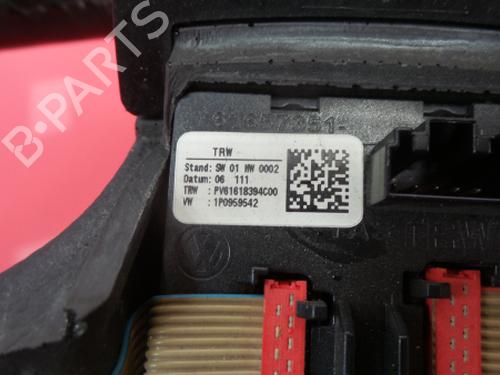 TRW
Stand: SW 01 HW 0002
Datum: 06 111
TRW : PV61618394C00
VW : 1P0959542
B-PARTS